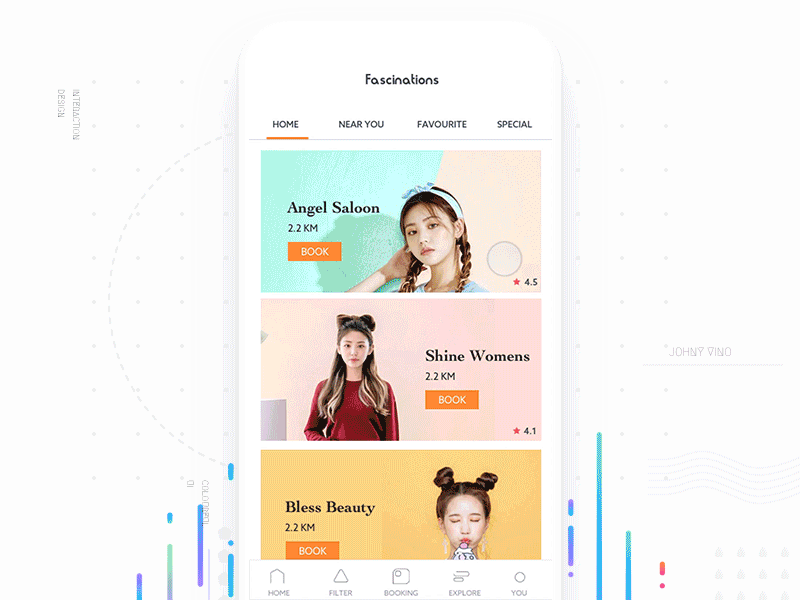 Fascinations
HOME
NEAR YOU
FAVOURITE
SPECIAL
Angel Saloon
2.2 KM
BOOK
4.5
Shine Womens
2.2 KM
BOOK
4.1
Bless Beauty
2.2 KM
BOOK
HOME
FILTER
BOOKING
EXPLORE
YOU
INTERACTION
DESIGN
JOHNY VINO